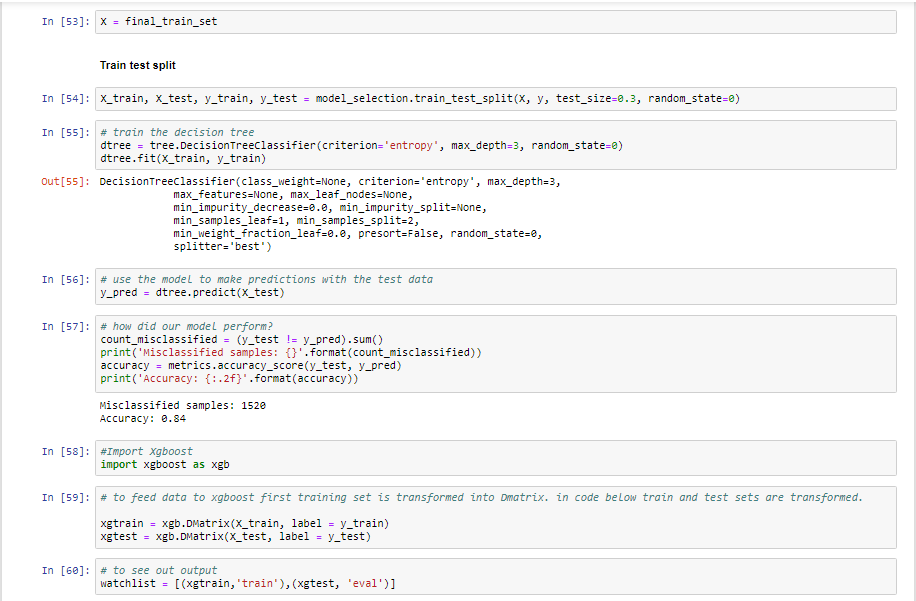 In [53]: X = final_train_set
Train test split
In [54]: X_train, X_test, y_train, y_test = model_selection.train_test_split(X, y, test_size=0.3, random_state=0)
In [55]: # train the decision tree
dtree = tree.DecisionTreeClassifier(criterion='entropy', max_depth=3, random_state=0)
dtree.fit(X_train, y_train)
Out[55]: DecisionTreeClassifier(class_weight=None, criterion='entropy', max_depth=3,
max_features=None, max_leaf_nodes=None,
min_impurity_decrease=0.0, min_impurity_split=None,
min_samples_leaf=1, min_samples_split=2,
min_weight_fraction_leaf=0.0, presort=False, random_state=0,
splitter='best')
In [56]: # use the model to make predictions with the test data
y_pred = dtree.predict(X_test)
In [57]: # how did our model perform?
count_misclassified = (y_test != y_pred).sum()
print('Misclassified samples: {}'.format(count_misclassified))
accuracy = metrics.accuracy_score(y_test, y_pred)
print('Accuracy: {:.2f}'.format(accuracy))
Misclassified samples: 1520
Accuracy: 0.84
In [58]: #Import Xgboost
import xgboost as xgb
In [59]: # to feed data to xgboost first training set is transformed into Dmatrix. in code below train and test sets are transformed.
xgtrain = xgb.DMatrix(X_train, label = y_train)
xgtest = xgb.DMatrix(X_test, label = y_test)
In [60]: # to see out output
watchlist = [(xgtrain,'train'),(xgtest, 'eval')]